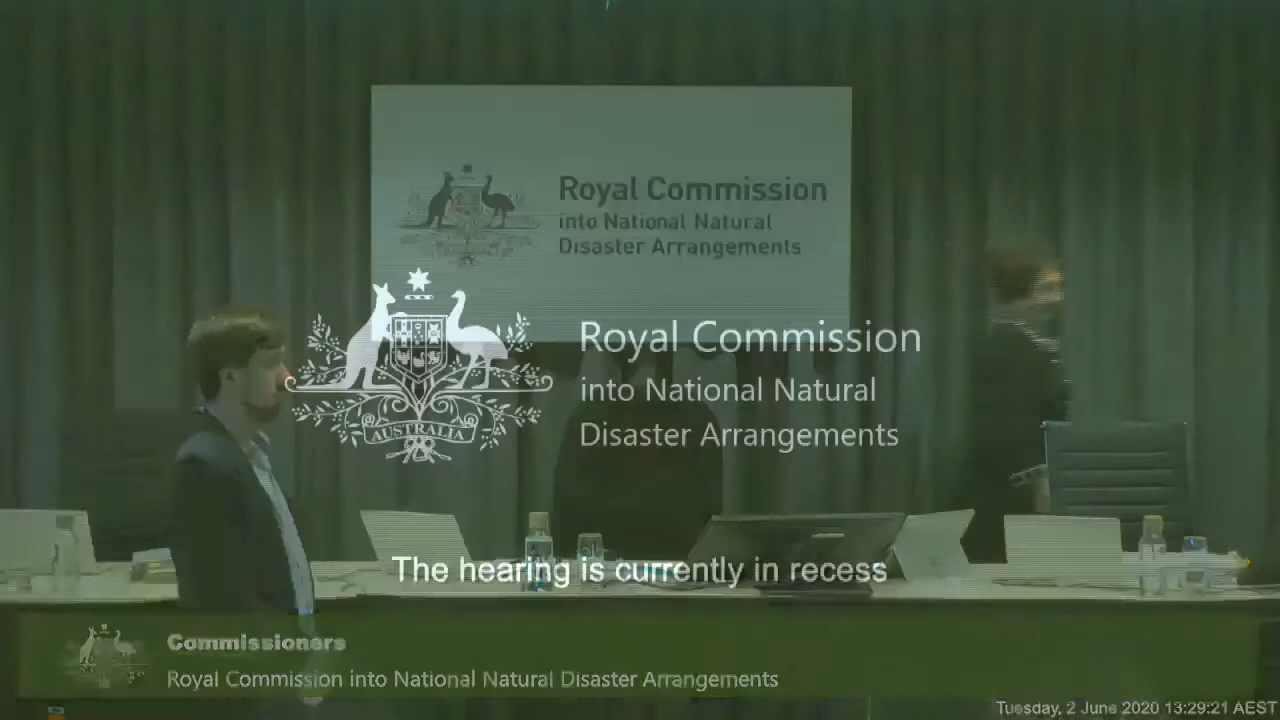 Royal Commission
into National Natural
Disaster Arrangements
Royal Commission
into National Natural
Disaster Arrangements
AUSTRALIA
The hearing is currently in recess
Commissioners
Royal Commission into National Natural Disaster Arrangements
Tuesday, 2 June 2020 13:29:21 AEST